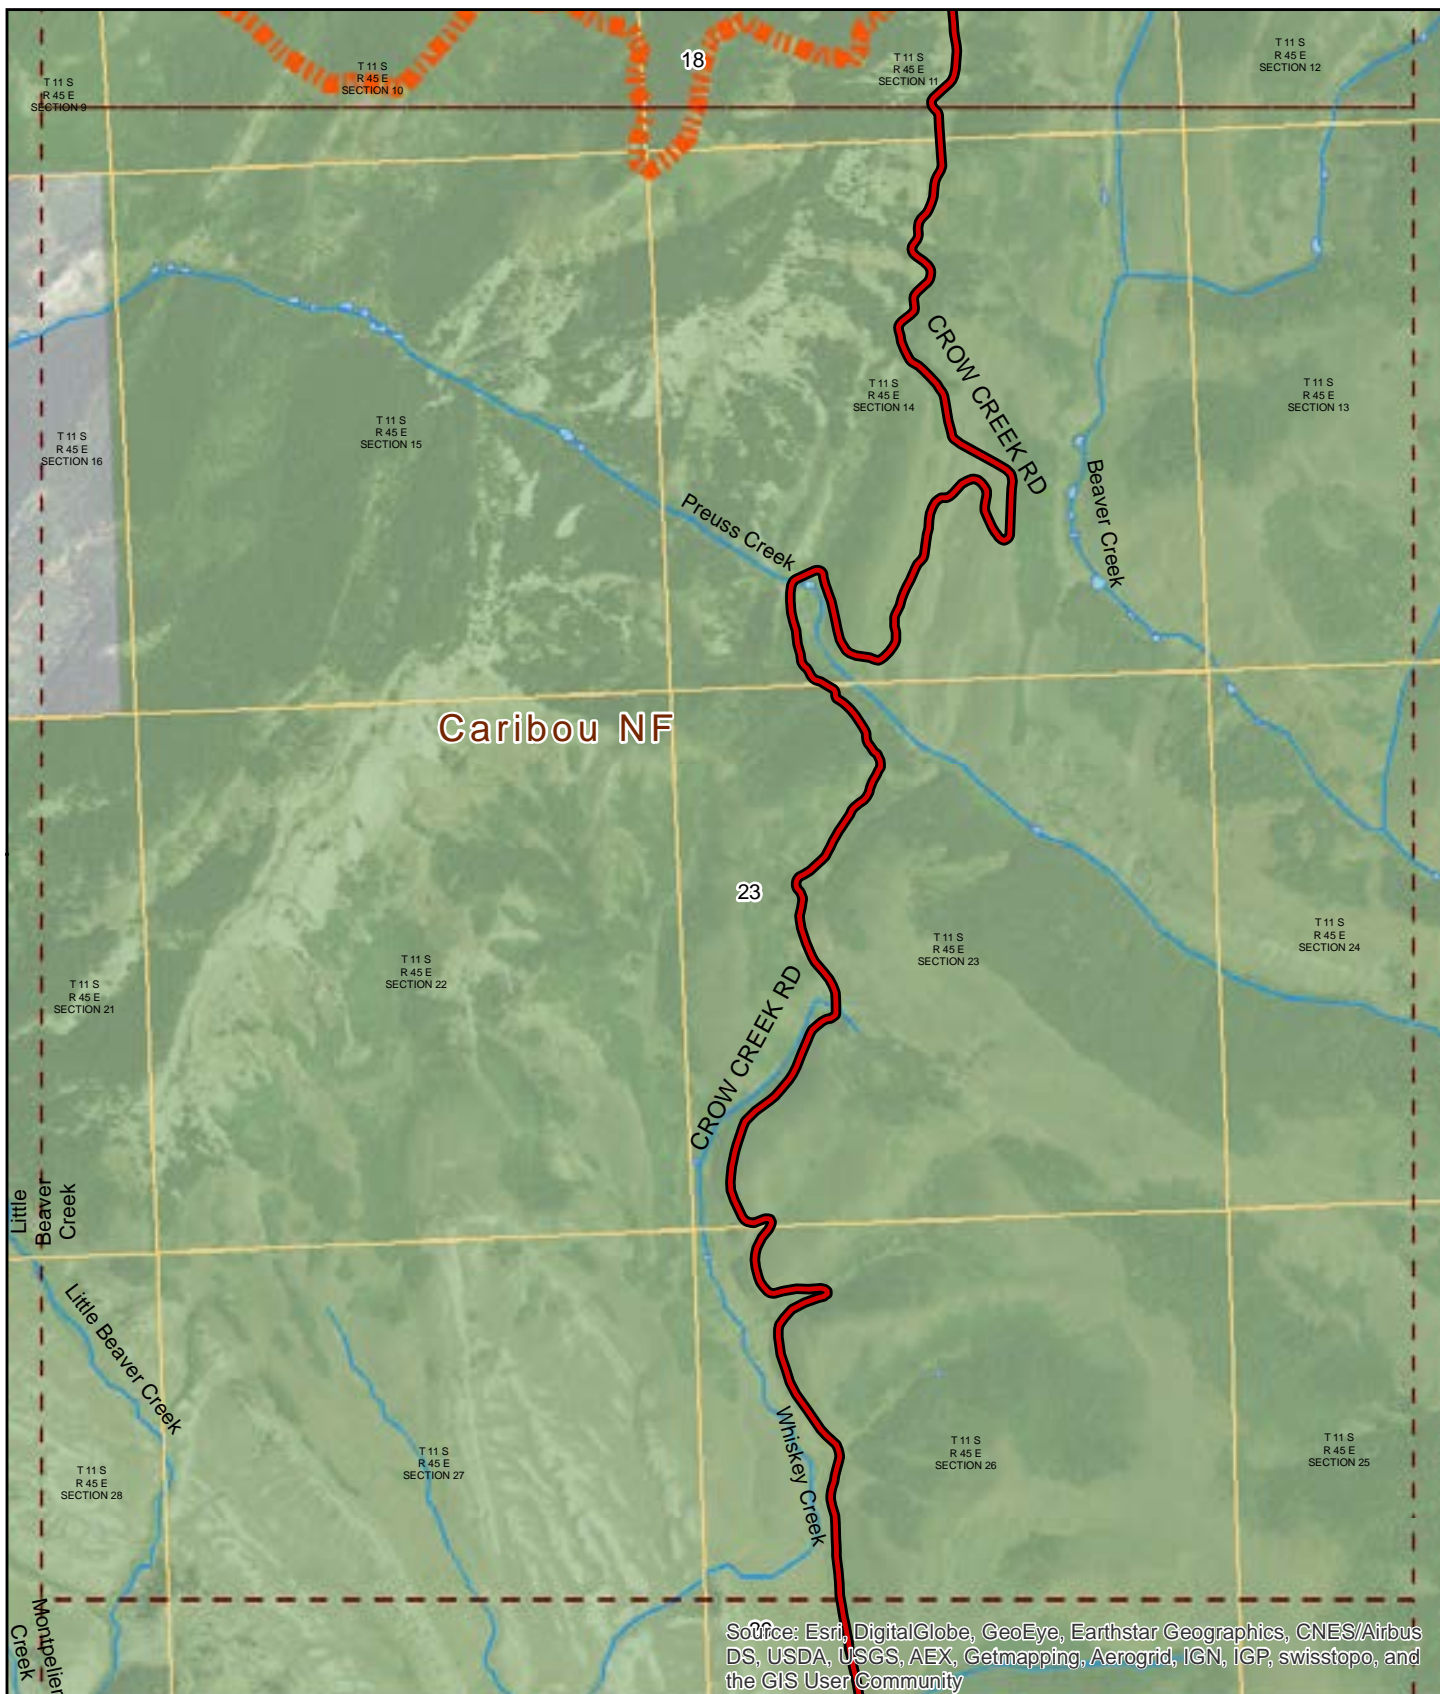 T 11 S
R 45 E
SECTION 9
T 11 S
R 45 E
SECTION 10
18
T 11 S
R 45 E
SECTION 11
T 11 S
R 45 E
SECTION 12
CROW CREEK RD
T 11 S
R 45 E
SECTION 16
T 11 S
R 45 E
SECTION 15
T 11 S
R 45 E
SECTION 14
T 11 S
R 45 E
SECTION 13
Preuss Creek
Beaver Creek
Caribou NF
23
T 11 S
R 45 E
SECTION 21
T 11 S
R 45 E
SECTION 22
T 11 S
R 45 E
SECTION 23
T 11 S
R 45 E
SECTION 24
CROW CREEK RD
Little
Beaver
Creek
Little Beaver Creek
Whiskey Creek
T 11 S
R 45 E
SECTION 28
T 11 S
R 45 E
SECTION 27
T 11 S
R 45 E
SECTION 26
T 11 S
R 45 E
SECTION 25
Montpelier
Creek
Source: Esri, DigitalGlobe, GeoEye, Earthstar Geographics, CNES/Airbus
DS, USDA, USGS, AEX, Getmapping, Aerogrid, IGN, IGP, swisstopo, and
the GIS User Community